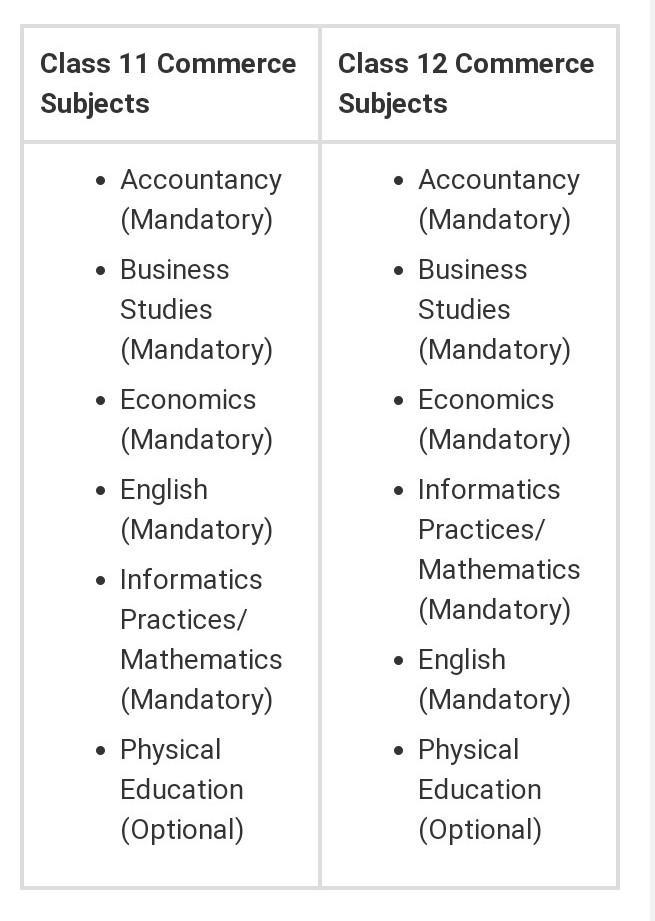 Class 11 Commerce
Subjects
Class 12 Commerce
Subjects
• Accountancy
(Mandatory)
• Business
Studies
(Mandatory)
• Economics
(Mandatory)
• English
(Mandatory)
• Informatics
Practices/
Mathematics
(Mandatory)
• Physical
Education
(Optional)
• Accountancy
(Mandatory)
• Business
Studies
(Mandatory)
• Economics
(Mandatory)
• Informatics
Practices/
Mathematics
(Mandatory)
• English
(Mandatory)
• Physical
Education
(Optional)